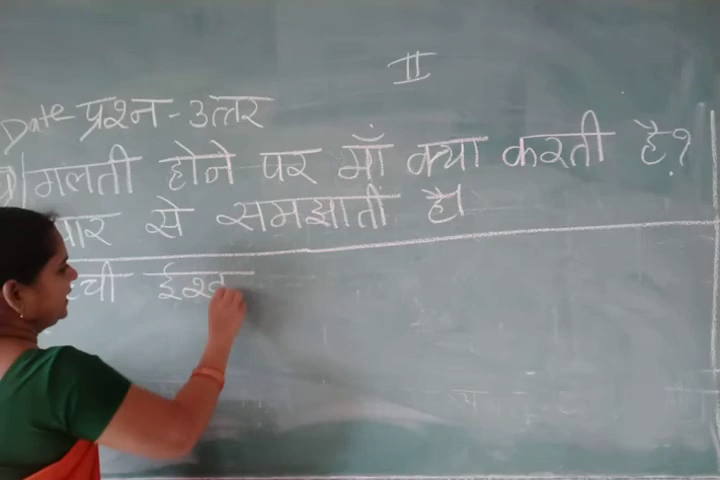 II
Date- प्रश्न-उत्तर
गलती होने पर माँ क्या करती है?
से समझाती है।